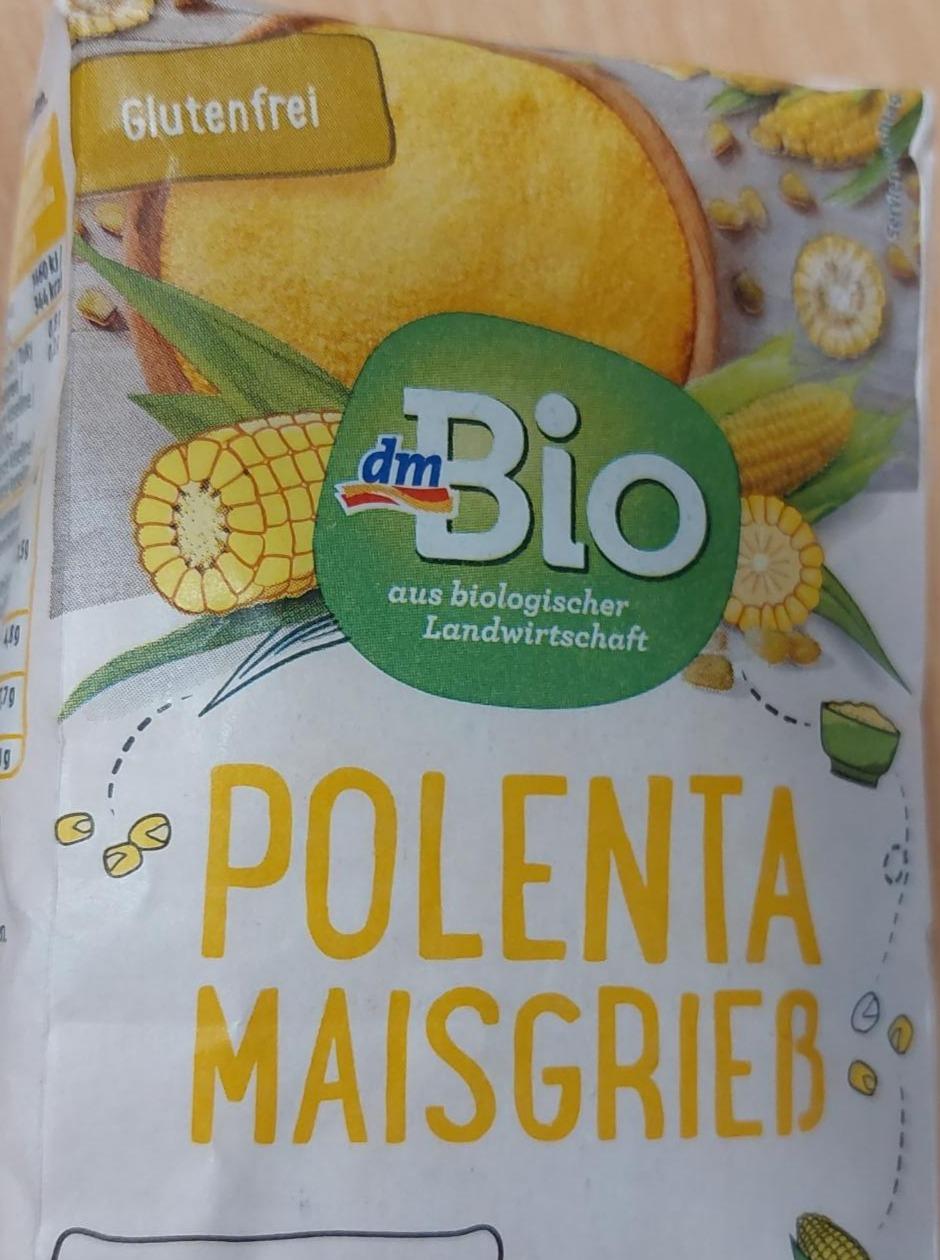 Glutenfrei
dm
Bio
aus biologischer
Landwirtschaft
POLENTA
MAISGRIEß